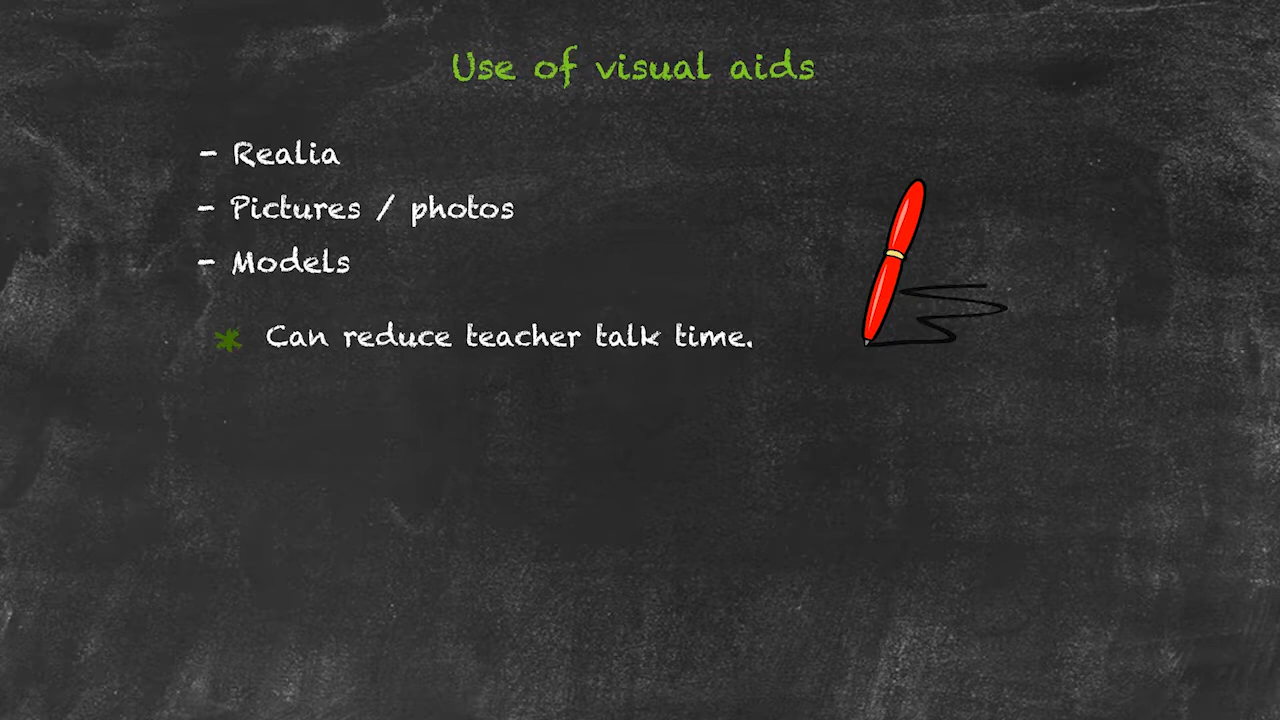 Use of visual aids
- Realia
- Pictures / photos
- Models
* Can reduce teacher talk time.